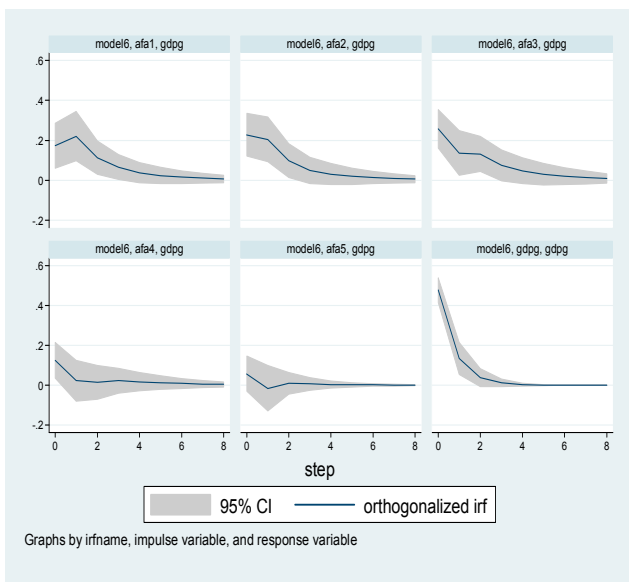 model6, afa1, gdpg
model6, afa2, gdpg
model6, afa3, gdpg
.6
.4
.2
0
-.2
model6, afa4, gdpg
model6, afa5, gdpg
model6, gdpg, gdpg
.6
.4
.2
0
-.2
0 2 4 6 8
0 2 4 6 8
0 2 4 6 8
step
95% CI
orthogonalized irf
Graphs by irfname, impulse variable, and response variable